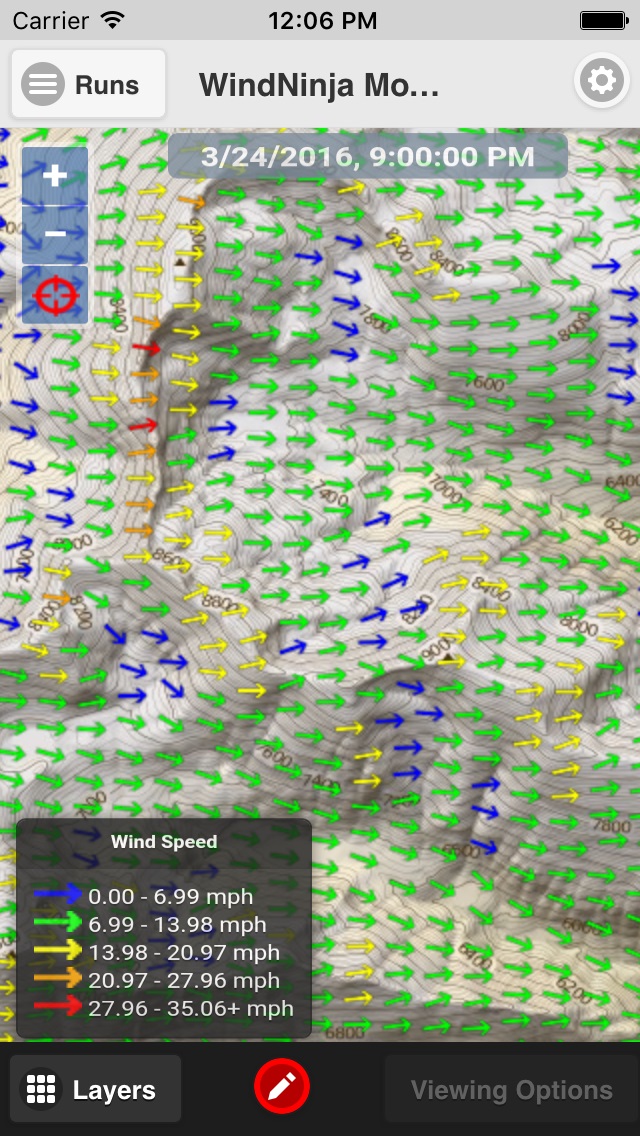 Carrier 12:06 PM
Runs WindNinja Mo...
3/24/2016, 9:00:00 PM
+
−
8600
8400
8400
7800
8000
7600
6400
7000
7400
6200
8600
8800
8400
8000
7600
7400
7800
6600
Wind Speed
0.00 - 6.99 mph
6.99 - 13.98 mph
13.98 - 20.97 mph
20.97 - 27.96 mph
27.96 - 35.06+ mph
6400
6200
6800
Layers Viewing Options